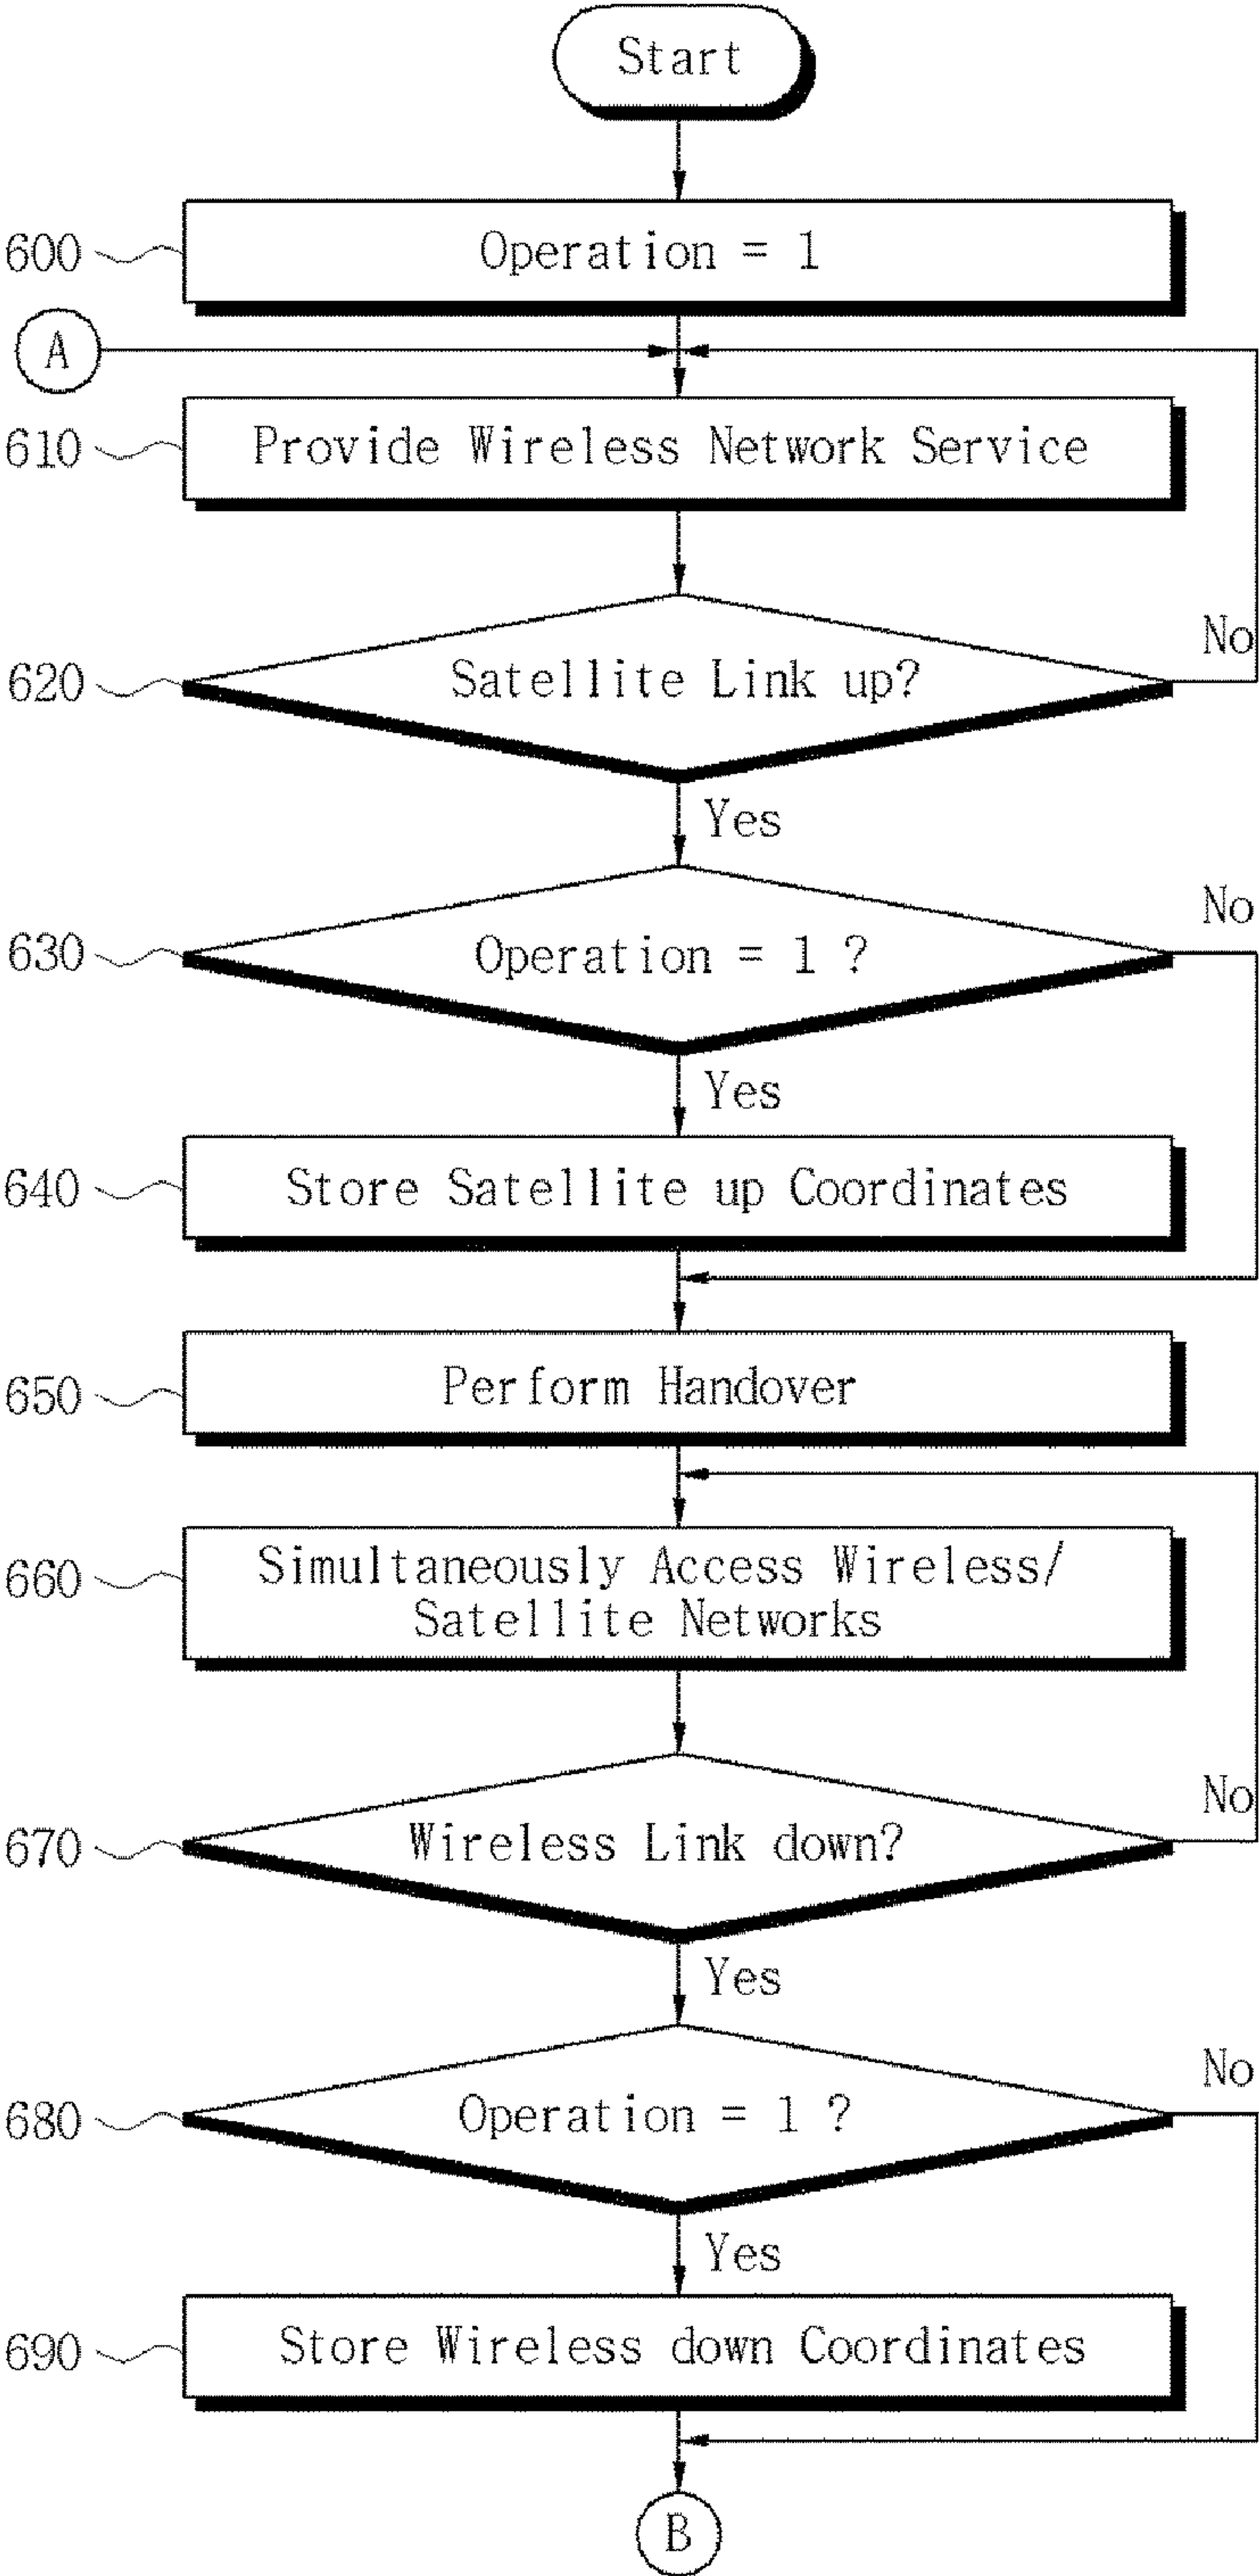 Start
600 Operation = 1
A
610 Provide Wireless Network Service
620 Satellite Link up? No
Yes
630 Operation = 1 ? No
Yes
640 Store Satellite up Coordinates
650 Perform Handover
660 Simultaneously Access Wireless/
Satellite Networks
670 Wireless Link down? No
Yes
680 Operation = 1 ? No
Yes
690 Store Wireless down Coordinates
B